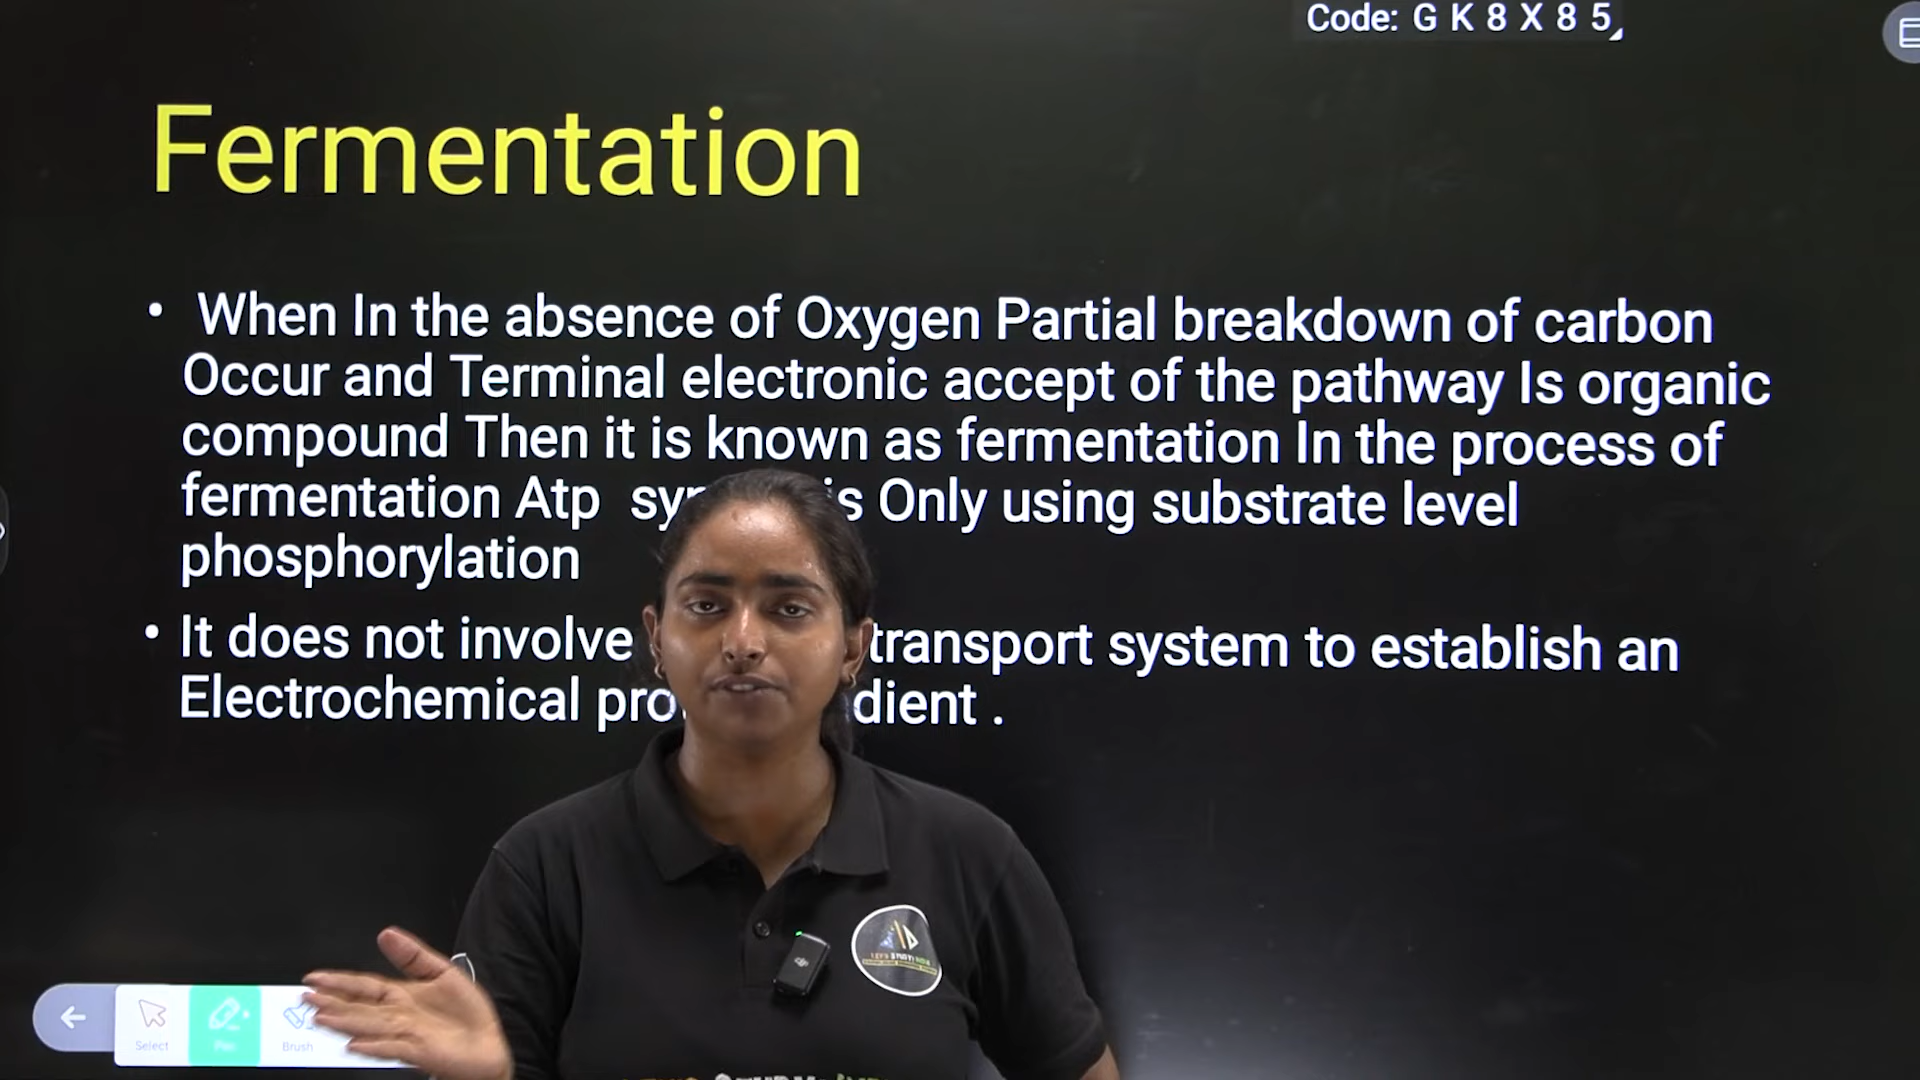 Code: G K 8 X 8 5
Fermentation
• When In the absence of Oxygen Partial breakdown of carbon
Occur and Terminal electronic accept of the pathway Is organic
compound Then it is known as fermentation In the process of
fermentation Atp is Only using substrate level
phosphorylation
• It does not involve transport system to establish an
Electrochemical .
Select
Pen
Brush